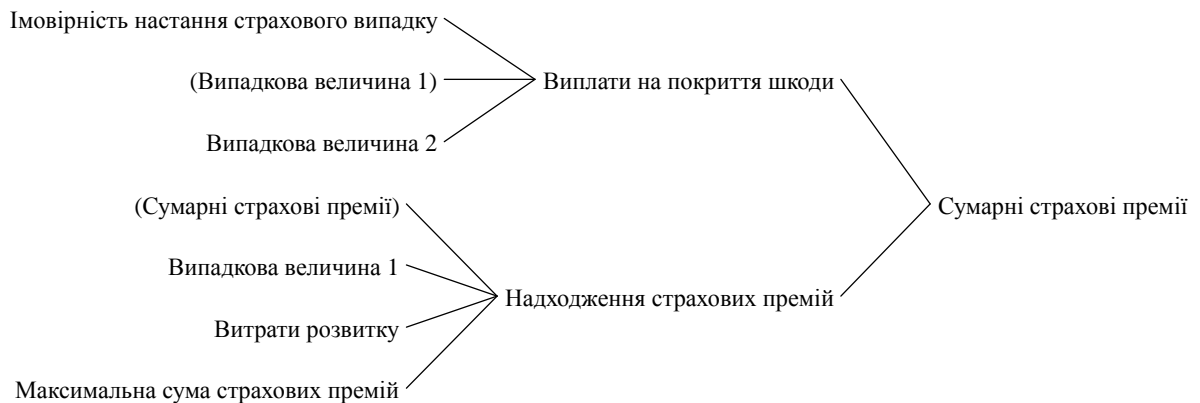 Імовірність настання страхового випадку
(Випадкова величина 1)
Виплати на покриття шкоди
Випадкова величина 2
(Сумарні страхові премії)
Сумарні страхові премії
Випадкова величина 1
Надходження страхових премій
Витрати розвитку
Максимальна сума страхових премій